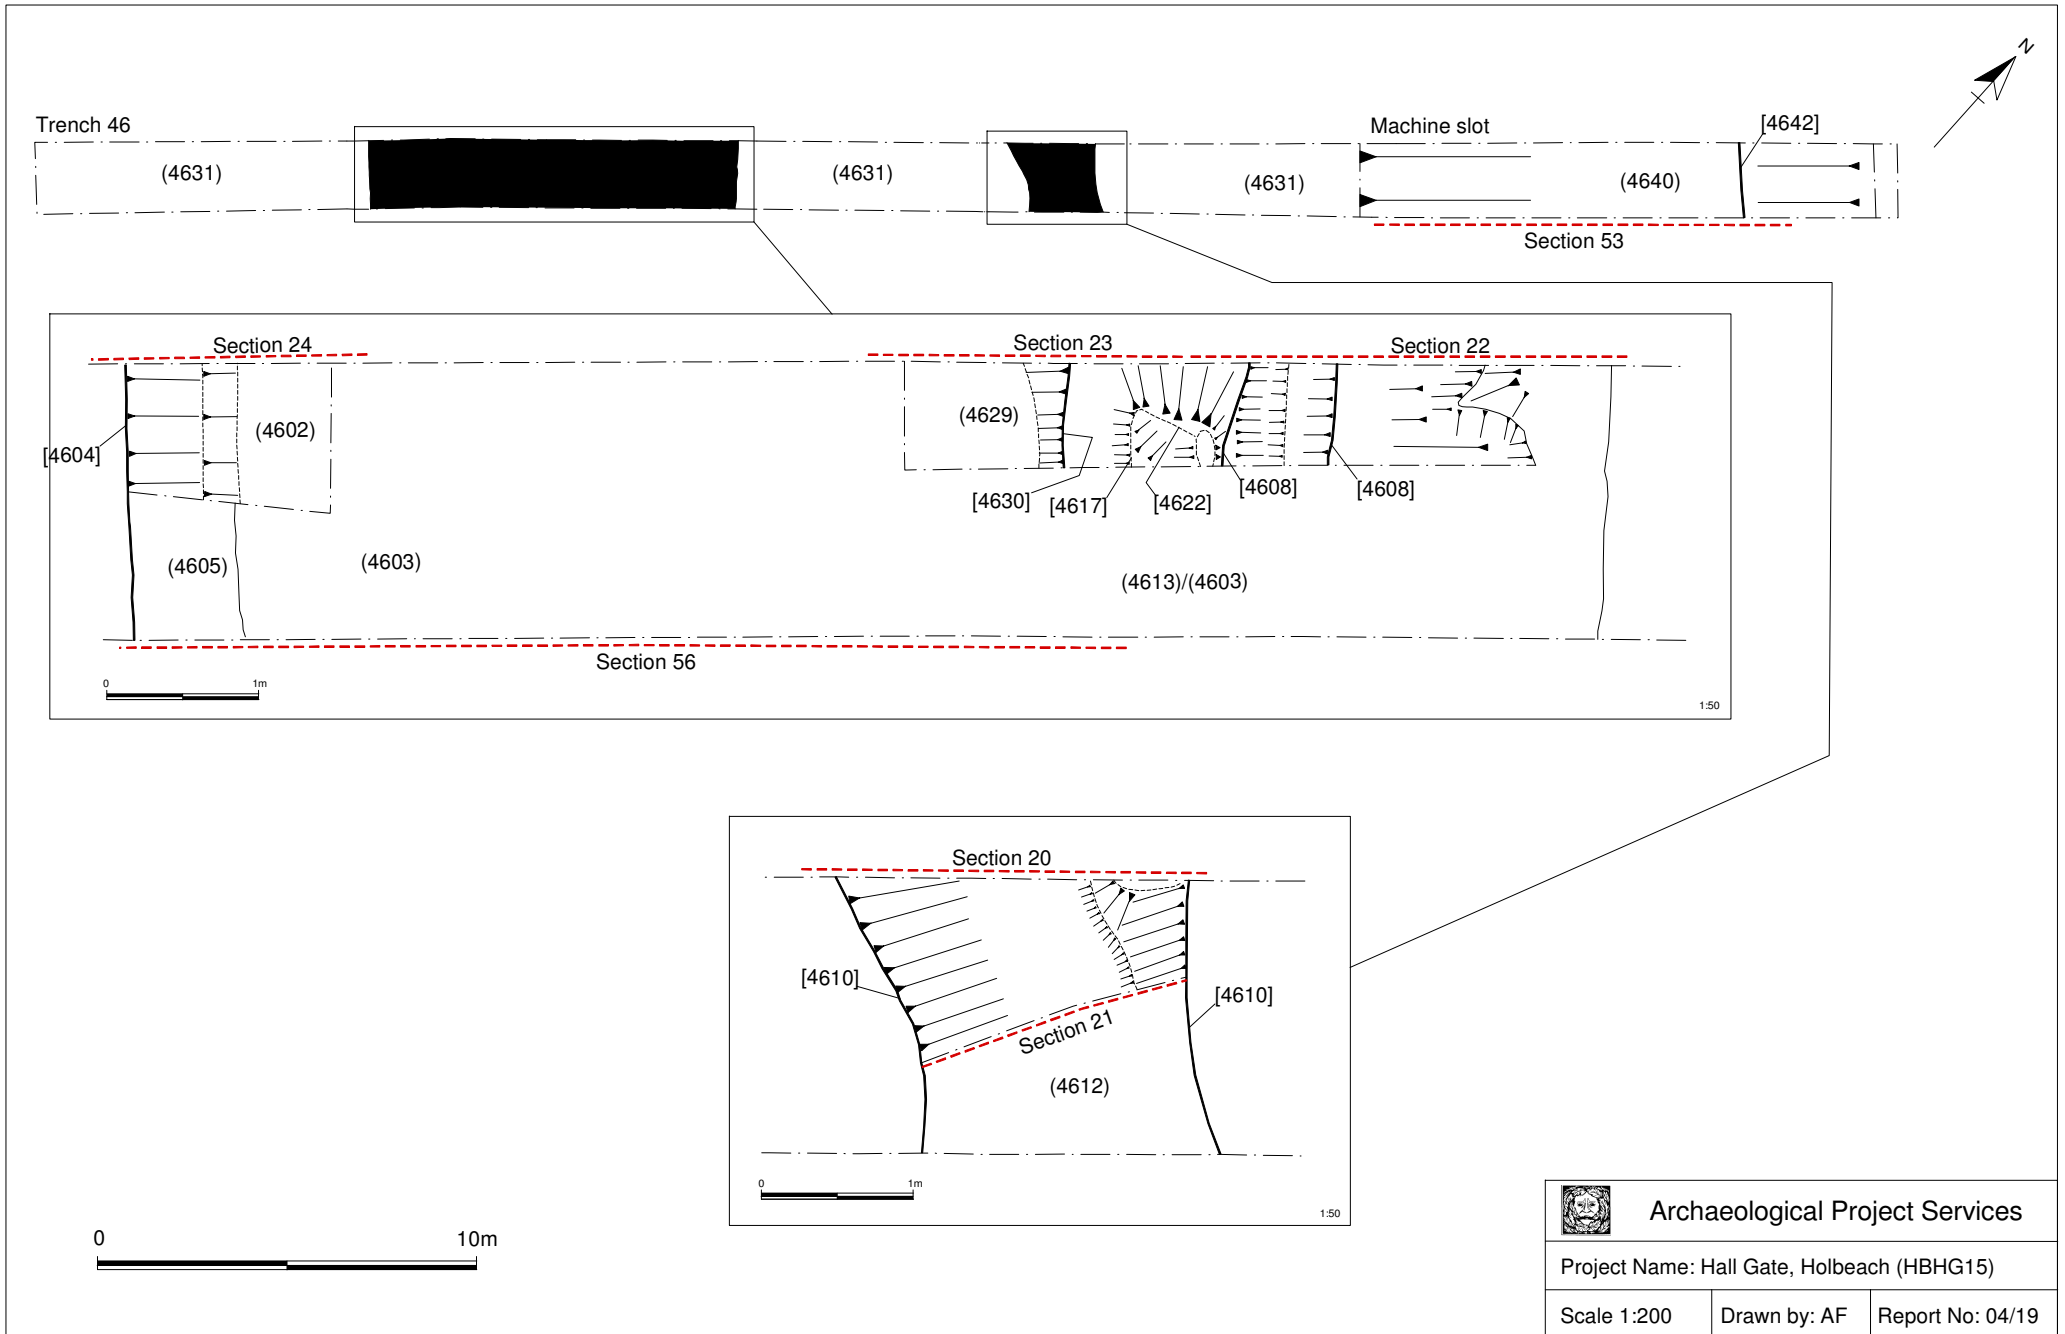 N
Trench 46
Machine slot
[4642]
(4631)
(4631)
(4631)
(4640)
Section 53
Section 24
Section 23
Section 22
(4602)
(4629)
[4604]
[4630]
[4617]
[4622]
[4608]
[4608]
(4605)
(4603)
(4613)/(4603)
Section 56
0 1m
1:50
Section 20
[4610]
[4610]
Section 21
(4612)
0 1m
1:50
0 10m
Archaeological Project Services
Project Name: Hall Gate, Holbeach (HBHG15)
Scale 1:200
Drawn by: AF
Report No: 04/19